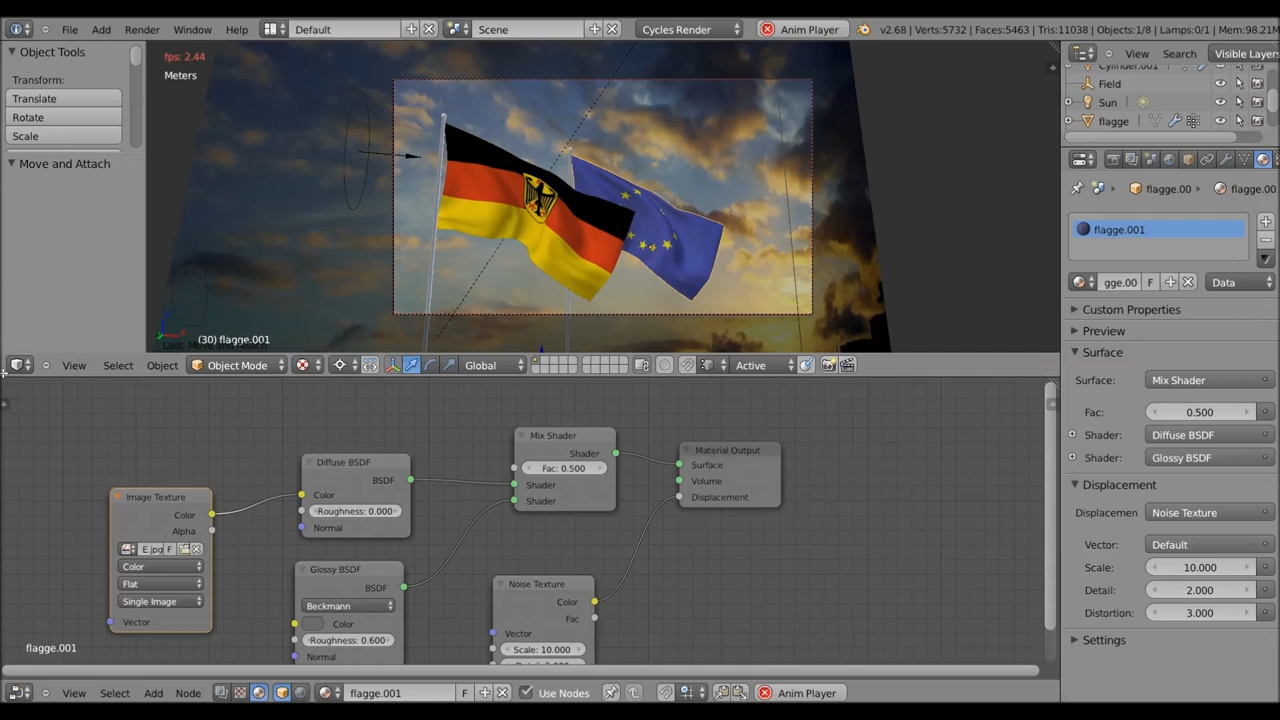 File Add Render Window Help Default Scene Cycles Render Anim Player v2.68 | Verts:5732 | Faces:5463 | Tris:11038 | Objects:1/8 | Lamps:0/1 | Mem:98.21M
Object Tools
Transform:
Translate
Rotate
Scale
Move and Attach
fps: 2.44
Meters
(30) flagge.001
View Search Visible Layers
Cylinder.001
Field
Sun
flagge
flagge.00 flagge.00
flagge.001
gge.00 F Data
Custom Properties
Preview
Surface
Surface: Mix Shader
Fac: 0.500
Shader: Diffuse BSDF
Shader: Glossy BSDF
Displacement
Displacemen Noise Texture
Vector: Default
Scale: 10.000
Detail: 2.000
Distortion: 3.000
Settings
View Select Object Object Mode Global Active
Image Texture
Color
Alpha
E.jpg F
Color
Flat
Single Image
Vector
Diffuse BSDF
BSDF
Color
Roughness: 0.000
Normal
Glossy BSDF
BSDF
Beckmann
Color
Roughness: 0.600
Normal
Mix Shader
Shader
Fac: 0.500
Shader
Shader
Noise Texture
Color
Fac
Vector
Scale: 10.000
Material Output
Surface
Volume
Displacement
flagge.001
View Select Add Node flagge.001 F Use Nodes Anim Player